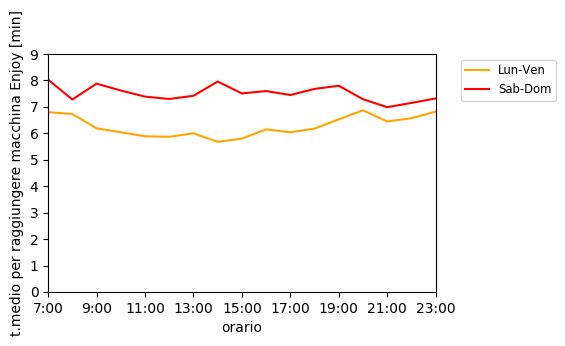 t.medio per raggiungere macchina Enjoy [min]
9
8
7
6
5
4
3
2
1
0
7:00 9:00 11:00 13:00 15:00 17:00 19:00 21:00 23:00
orario
Lun-Ven
Sab-Dom